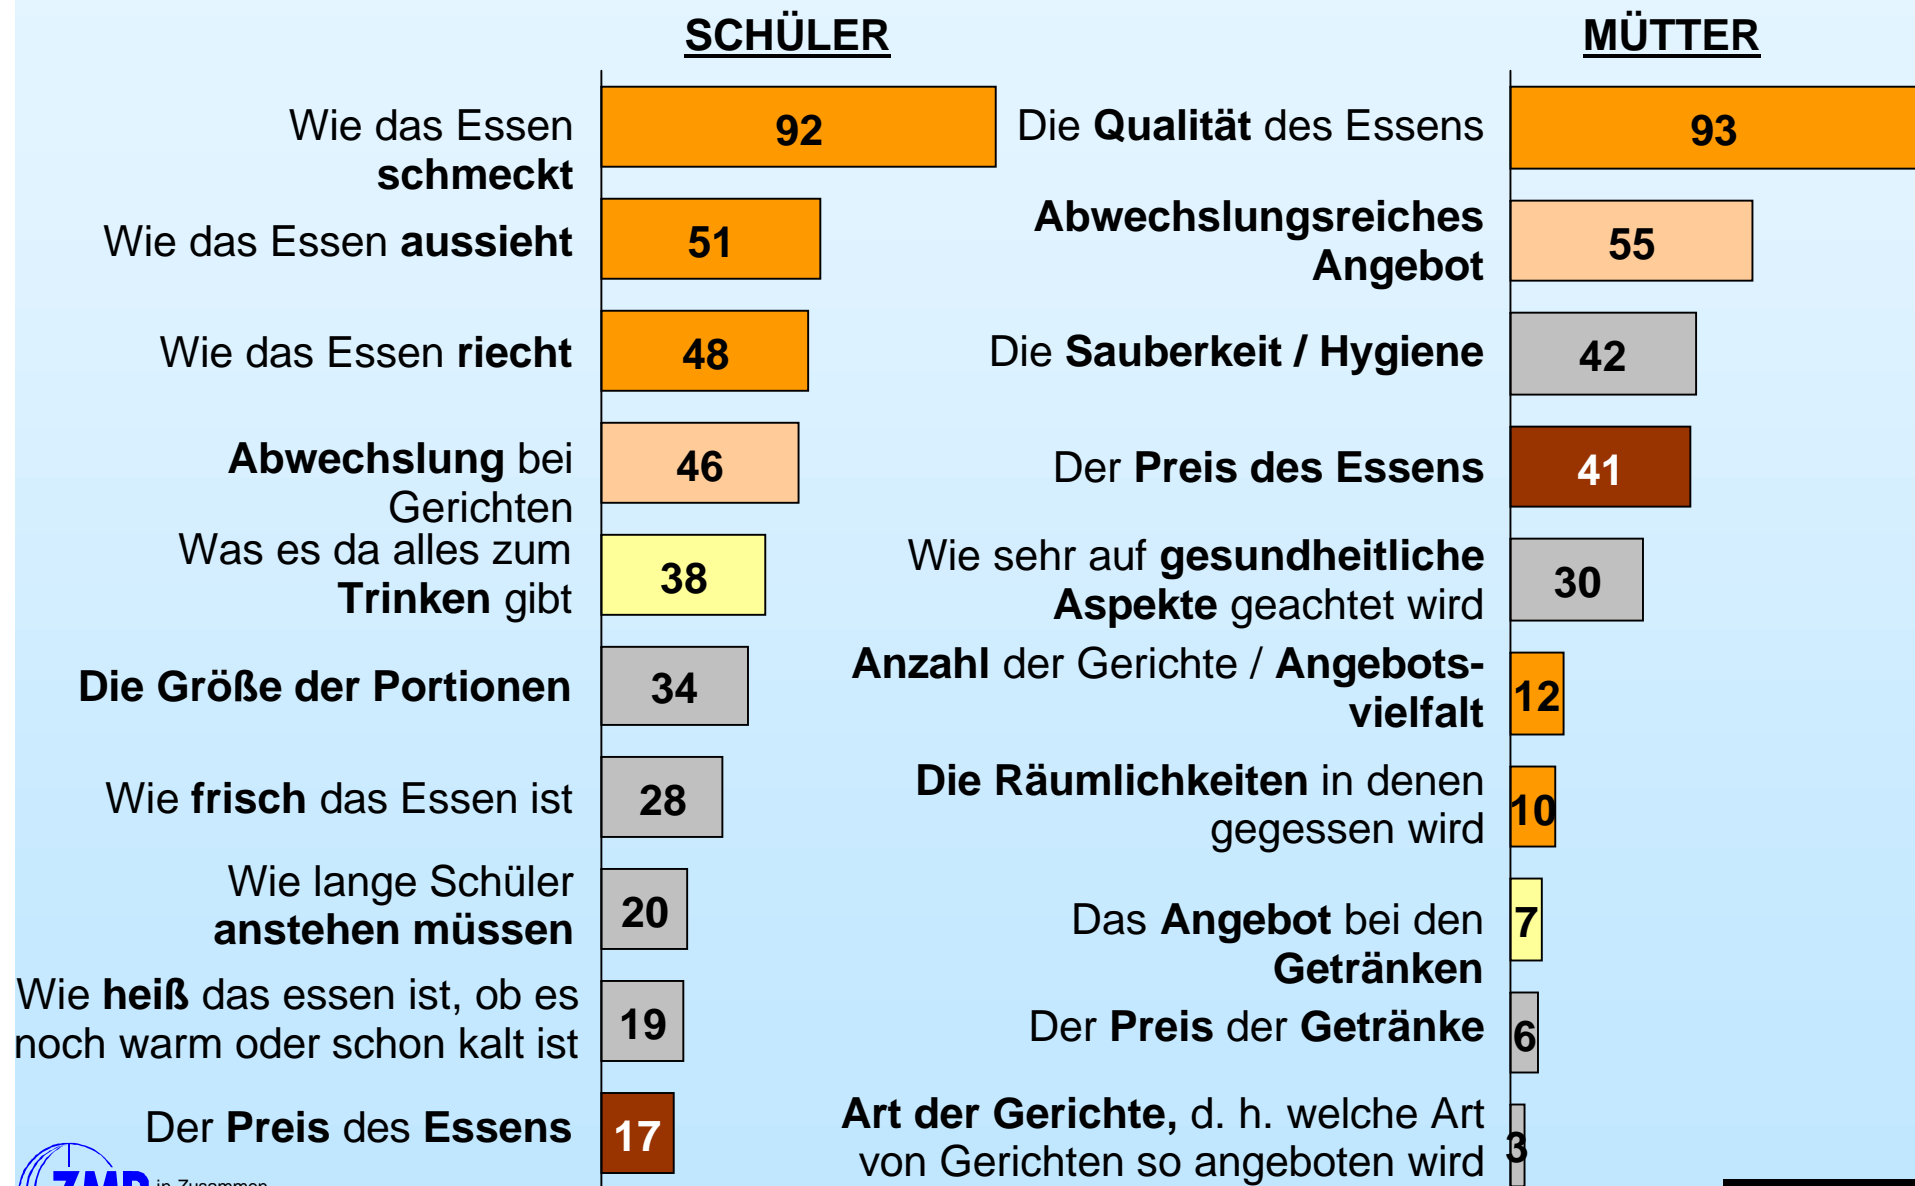 SCHÜLER
Wie das Essen
schmeckt
92
Wie das Essen aussieht
51
Wie das Essen riecht
48
Abwechslung bei
Gerichten
46
Was es da alles zum
Trinken gibt
38
Die Größe der Portionen
34
Wie frisch das Essen ist
28
Wie lange Schüler
anstehen müssen
20
Wie heiß das essen ist, ob es
noch warm oder schon kalt ist
19
Der Preis des Essens
17
MÜTTER
Die Qualität des Essens
93
Abwechslungsreiches
Angebot
55
Die Sauberkeit / Hygiene
42
Der Preis des Essens
41
Wie sehr auf gesundheitliche
Aspekte geachtet wird
30
Anzahl der Gerichte / Angebots-
vielfalt
12
Die Räumlichkeiten in denen
gegessen wird
10
Das Angebot bei den
Getränken
7
Der Preis der Getränke
6
Art der Gerichte, d. h. welche Art
von Gerichten so angeboten wird
3
ZMP
in Zusammen